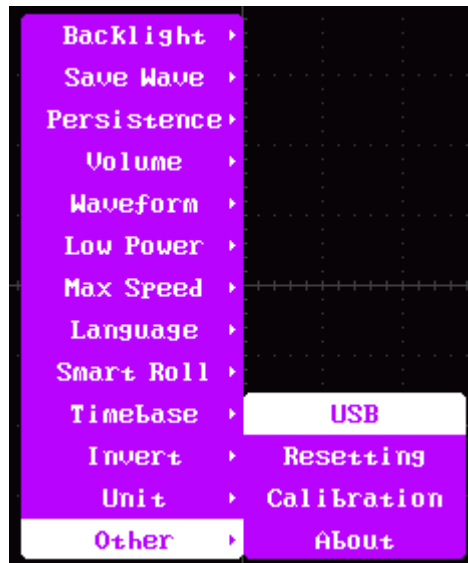 Backlight
Save Wave
Persistence
Volume
Waveform
Low Power
Max Speed
Language
Smart Roll
Timebase
Invert
Unit
Other
USB
Resetting
Calibration
About